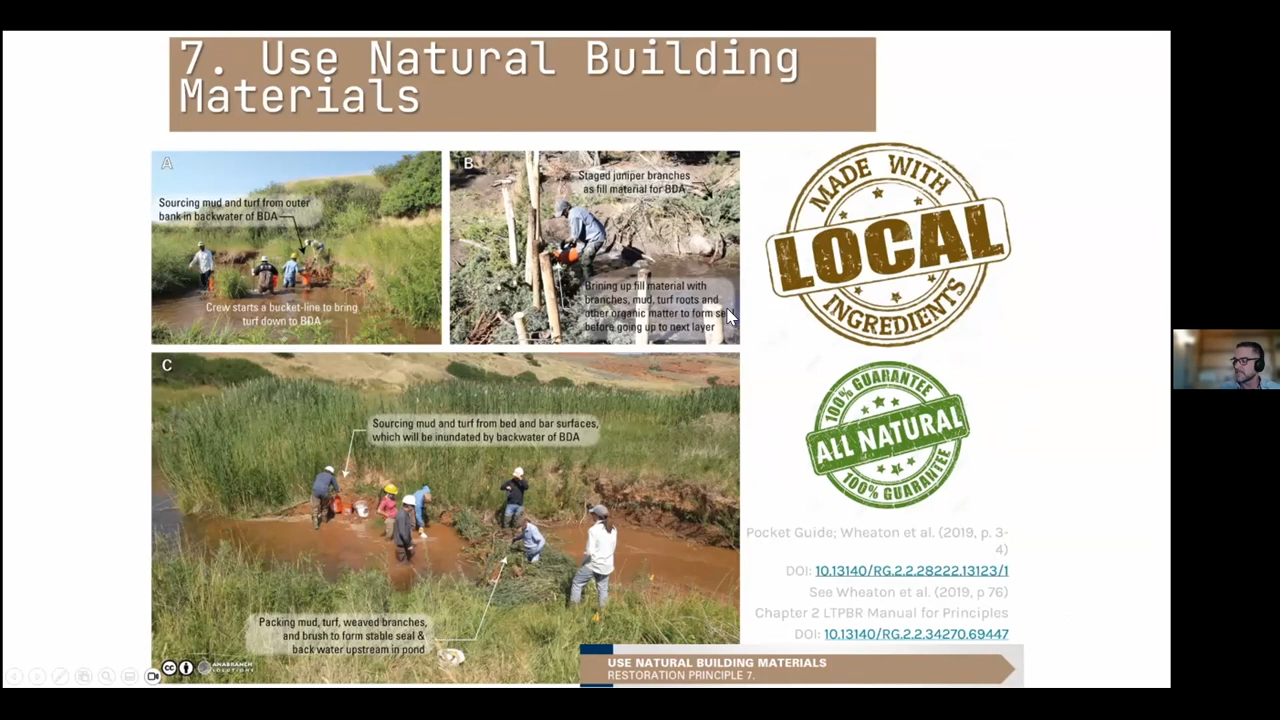 7. Use Natural Building
Materials
A
Sourcing mud and turf from outer
bank in backwater of BDA
Crew starts a bucket-line to bring
turf down to BDA
B
Staged juniper branches
as fill material for BDA
Brining up fill material with
branches, mud, turf roots and
other organic matter to form se
before going up to next layer
C
Sourcing mud and turf from bed and bar surfaces,
which will be inundated by backwater of BDA
Packing mud, turf, weaved branches,
and brush to form stable seal &
back water upstream in pond
cc
ANABRANCH
SOLUTIONS
MADE WITH
LOCAL
INGREDIENTS
100% GUARANTEE
ALL NATURAL
100% GUARANTEE
Pocket Guide; Wheaton et al. (2019, p. 3-
4)
DOI: 10.13140/RG.2.2.28222.13123/1
See Wheaton et al. (2019, p 76)
Chapter 2 LTPBR Manual for Principles
DOI: 10.13140/RG.2.2.34270.69447
USE NATURAL BUILDING MATERIALS
RESTORATION PRINCIPLE 7.